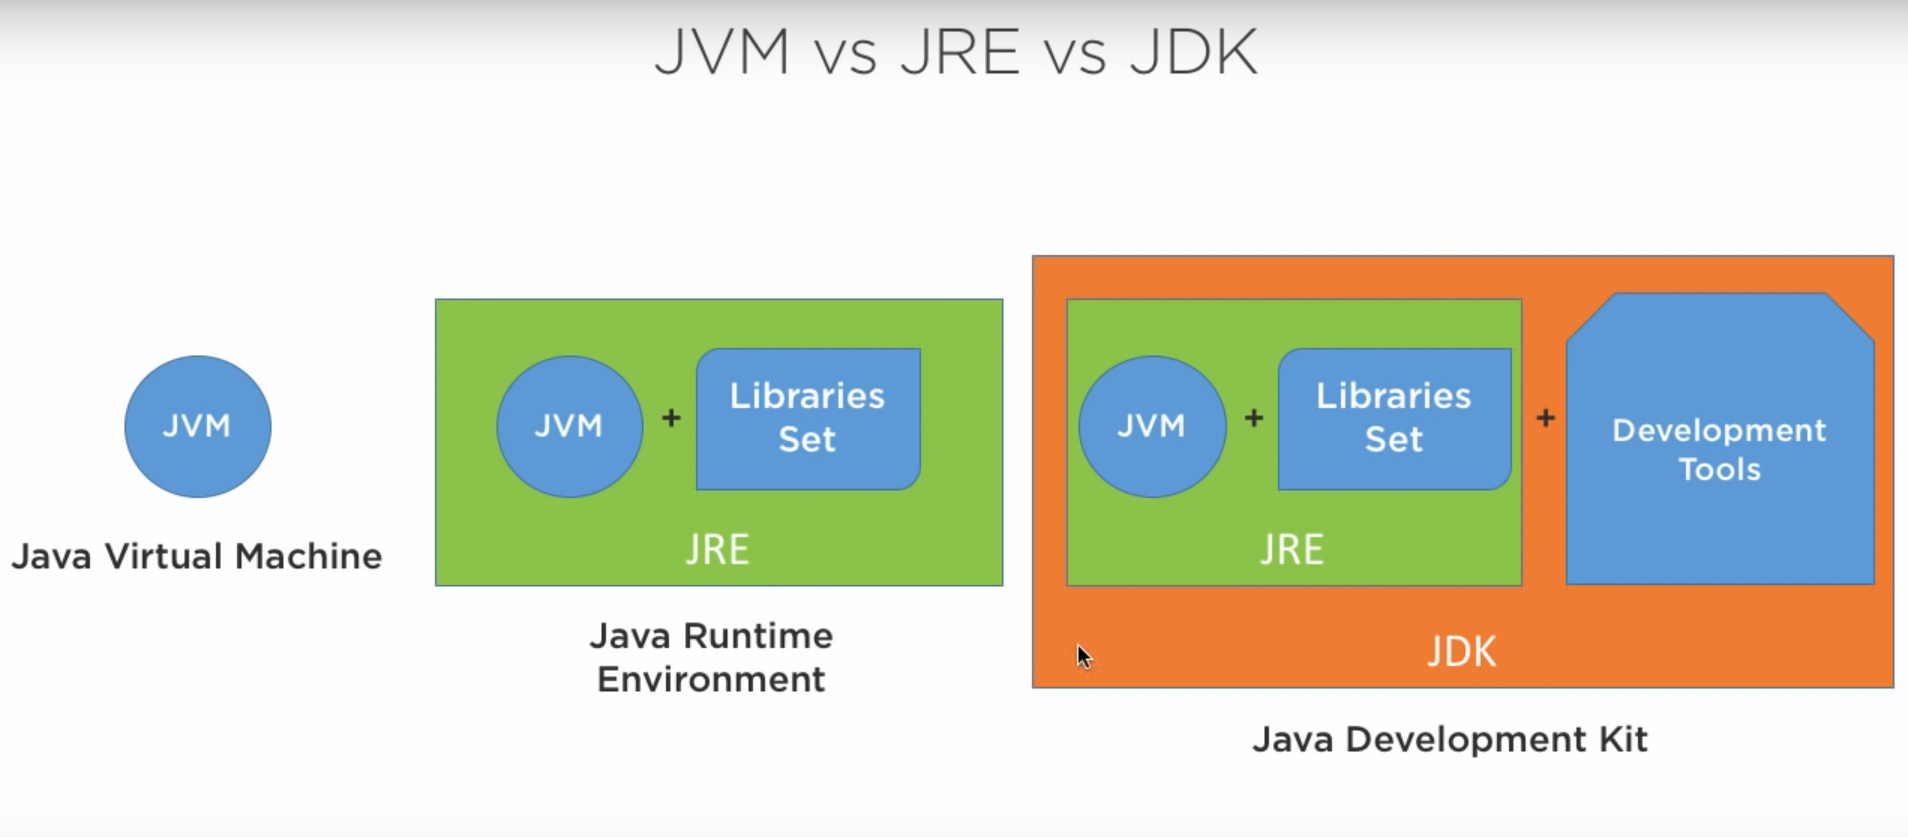 JVM vs JRE vs JDK
JVM
Java Virtual Machine
JVM
+
Libraries
Set
JRE
Java Runtime
Environment
JVM
+
Libraries
Set
JRE
+
Development
Tools
JDK
Java Development Kit